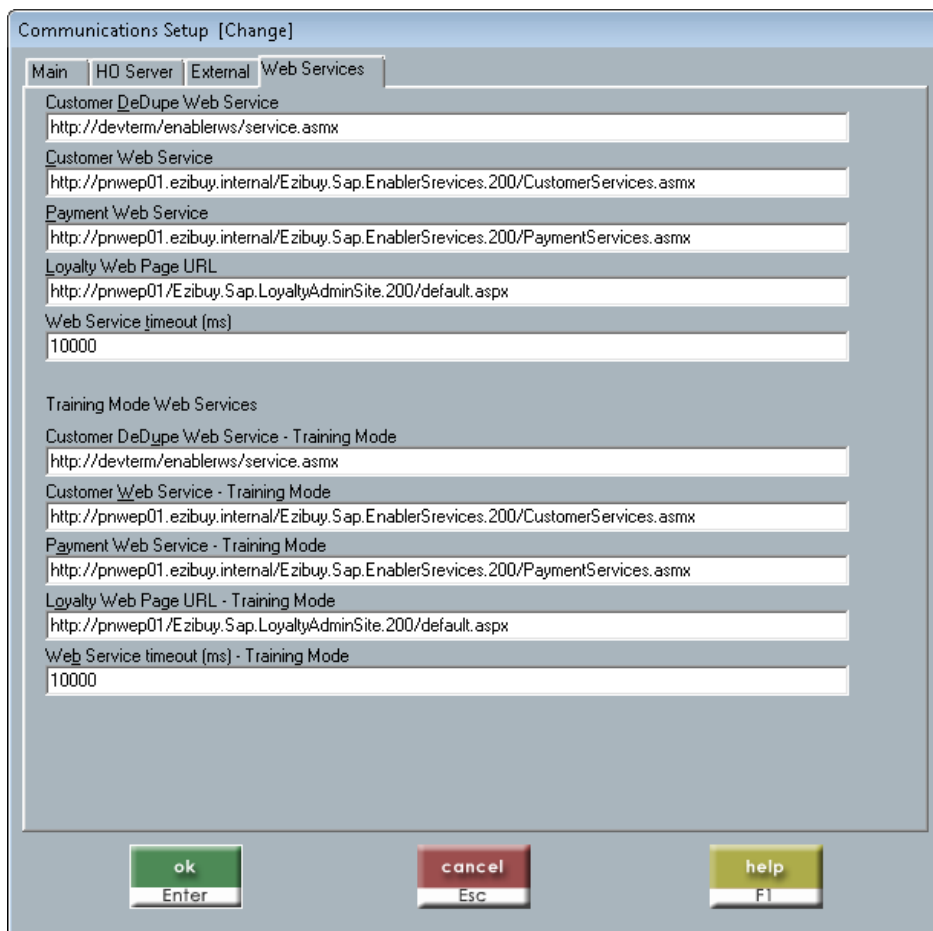 Communications Setup [Change]
Main HO Server External Web Services
Customer DeDupe Web Service
http://devterm/enablerws/service.asmx
Customer Web Service
http://pnwep01.ezibuy.internal/Ezibuy.Sap.EnablerSrevices.200/CustomerServices.asmx
Payment Web Service
http://pnwep01.ezibuy.internal/Ezibuy.Sap.EnablerSrevices.200/PaymentServices.asmx
Loyalty Web Page URL
http://pnwep01/Ezibuy.Sap.LoyaltyAdminSite.200/default.aspx
Web Service timeout (ms)
10000
Training Mode Web Services
Customer DeDupe Web Service - Training Mode
http://devterm/enablerws/service.asmx
Customer Web Service - Training Mode
http://pnwep01.ezibuy.internal/Ezibuy.Sap.EnablerSrevices.200/CustomerServices.asmx
Payment Web Service - Training Mode
http://pnwep01.ezibuy.internal/Ezibuy.Sap.EnablerSrevices.200/PaymentServices.asmx
Loyalty Web Page URL - Training Mode
http://pnwep01/Ezibuy.Sap.LoyaltyAdminSite.200/default.aspx
Web Service timeout (ms) - Training Mode
10000
ok cancel help
Enter Esc F1